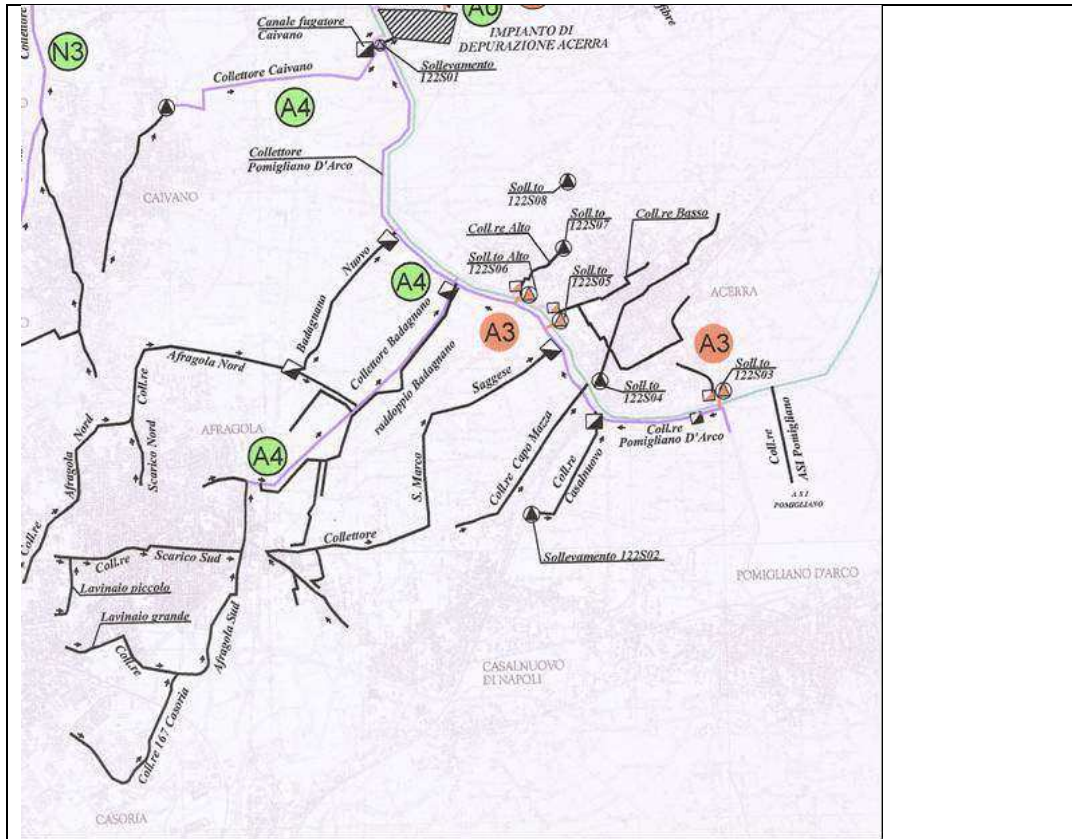 Collettore
N3
Canale fugatore
Caivano
A6
fibre
IMPIANTO DI
DEPURAZIONE ACERRA
Sollevamento
122S01
Collettore Caivano
A4
Collettore
Pomigliano D'Arco
CAIVANO
Soll.to
122S08
Soll.to
122S07
Coll.re Basso
Coll.re Alto
Soll.to Alto
122S06
Soll.to
122S05
Nuovo
Badagnano
A4
Collettore Badagnano
raddoppio Badagnano
A3
ACERRA
A3
Soll.to
122S03
Soll.to
122S04
Afragola Nord
Coll.re
Scarico Nord
AFRAGOLA
A4
Nord
Afragola
Coll.re
Saggese
S. Marco
Collettore
Coll.re Capo Mazza
Coll.re
Casalnuovo
Coll.re
Pomigliano D'Arco
Coll.re
ASI Pomigliano
A S I
POMIGLIANO
Sollevamento 122S02
POMIGLIANO D'ARCO
Coll.re
Scarico Sud
Lavinaio piccolo
Lavinaio grande
Coll.re
Afragola Sud
Coll.re 167 Casoria
CASALNUOVO
DI NAPOLI
CASORIA